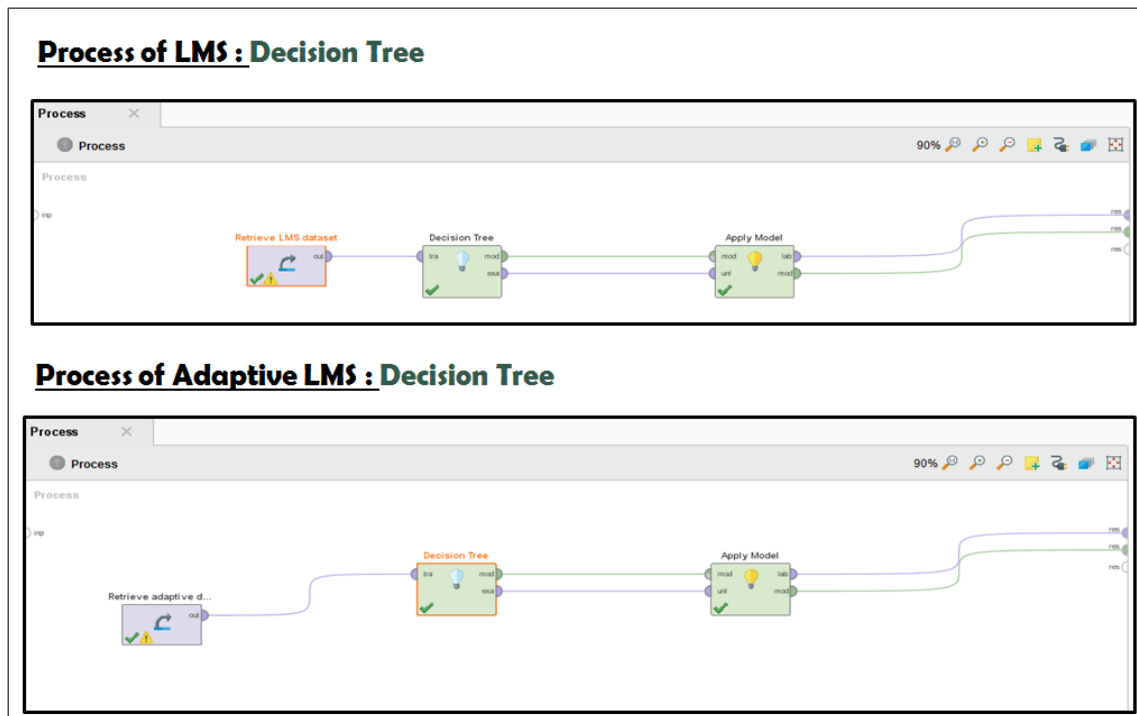 Process of LMS : Decision Tree
Process
Process
90%
Process
inp
res
res
res
Retrieve LMS dataset
out
Decision Tree
tra
mod
exa
Apply Model
mod
lab
unl
mod
Process of Adaptive LMS : Decision Tree
Process
Process
90%
Process
inp
res
res
res
Retrieve adaptive d...
out
Decision Tree
tra
mod
exa
Apply Model
mod
lab
unl
mod